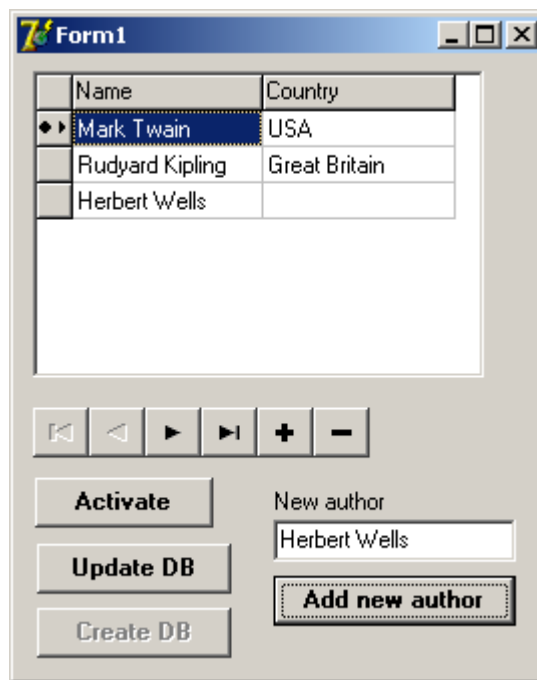 Form1
Name Country
Mark Twain USA
Rudyard Kipling Great Britain
Herbert Wells
Activate
New author
Herbert Wells
Update DB
Add new author
Create DB